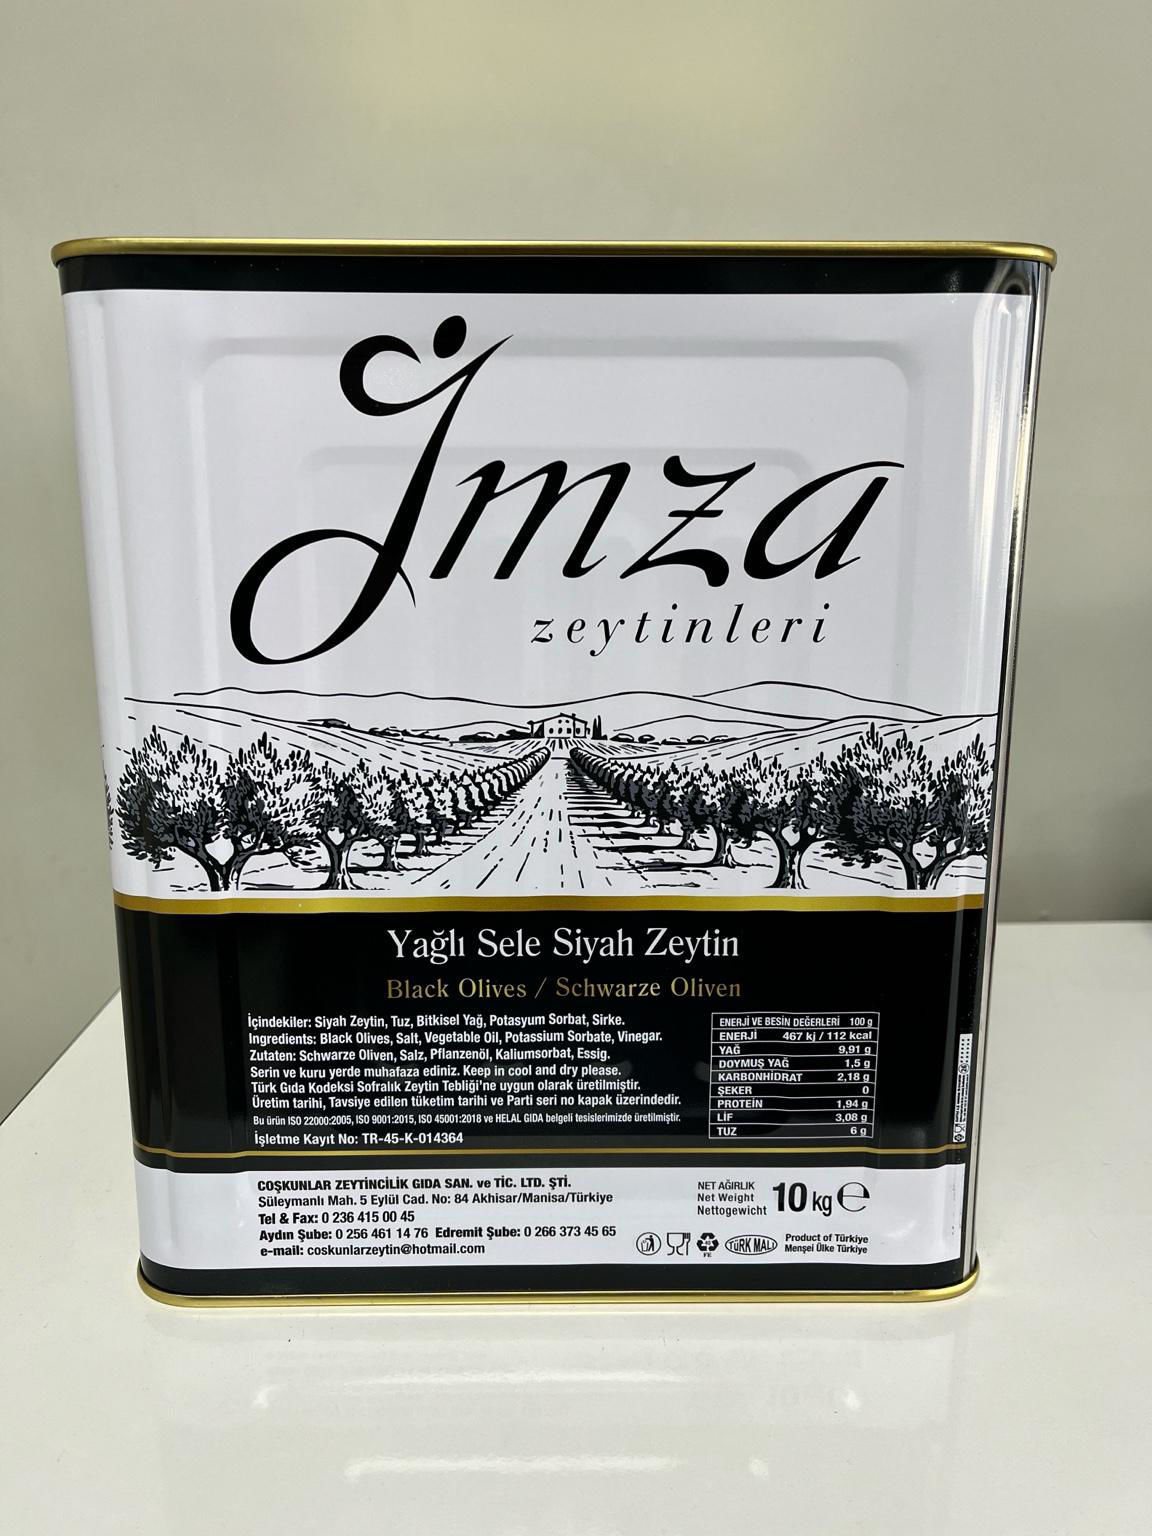 İmza
zeytinleri
Yağlı Sele Siyah Zeytin
Black Olives / Schwarze Oliven
İçindekiler: Siyah Zeytin, Tuz, Bitkisel Yağ, Potasyum Sorbat, Sirke.
Ingredients: Black Olives, Salt, Vegetable Oil, Potassium Sorbate, Vinegar.
Zutaten: Schwarze Oliven, Salz, Pflanzenöl, Kaliumsorbat, Essig.
Serin ve kuru yerde muhafaza ediniz. Keep in cool and dry please.
Türk Gıda Kodeksi Sofralık Zeytin Tebliği'ne uygun olarak üretilmiştir.
Üretim tarihi, Tavsiye edilen tüketim tarihi ve Parti seri no kapak üzerindedir.
Bu ürün ISO 22000:2005, ISO 9001:2015, ISO 45001:2018 ve HELAL GIDA belgeli tesislerimizde üretilmiştir.
İşletme Kayıt No: TR-45-K-014364
ENERJİ VE BESİN DEĞERLERİ 100 g
ENERJİ 467 kj / 112 kcal
YAĞ 9,91 g
DOYMUŞ YAĞ 1,5 g
KARBONHİDRAT 2,18 g
ŞEKER 0
PROTEİN 1,94 g
LİF 3,08 g
TUZ 6 g
COŞKUNLAR ZEYTİNCİLİK GIDA SAN. ve TİC. LTD. ŞTİ.
Süleymanlı Mah. 5 Eylül Cad. No: 84 Akhisar/Manisa/Türkiye
Tel & Fax: 0 236 415 00 45
Aydın Şube: 0 256 461 14 76 Edremit Şube: 0 266 373 45 65
e-mail: coskunlarzeytin@hotmail.com
NET AĞIRLIK
Net Weight
Nettogewicht
10 kg ℮
40
FE
TÜRK MALI
Product of Türkiye
Menşei Ülke Türkiye